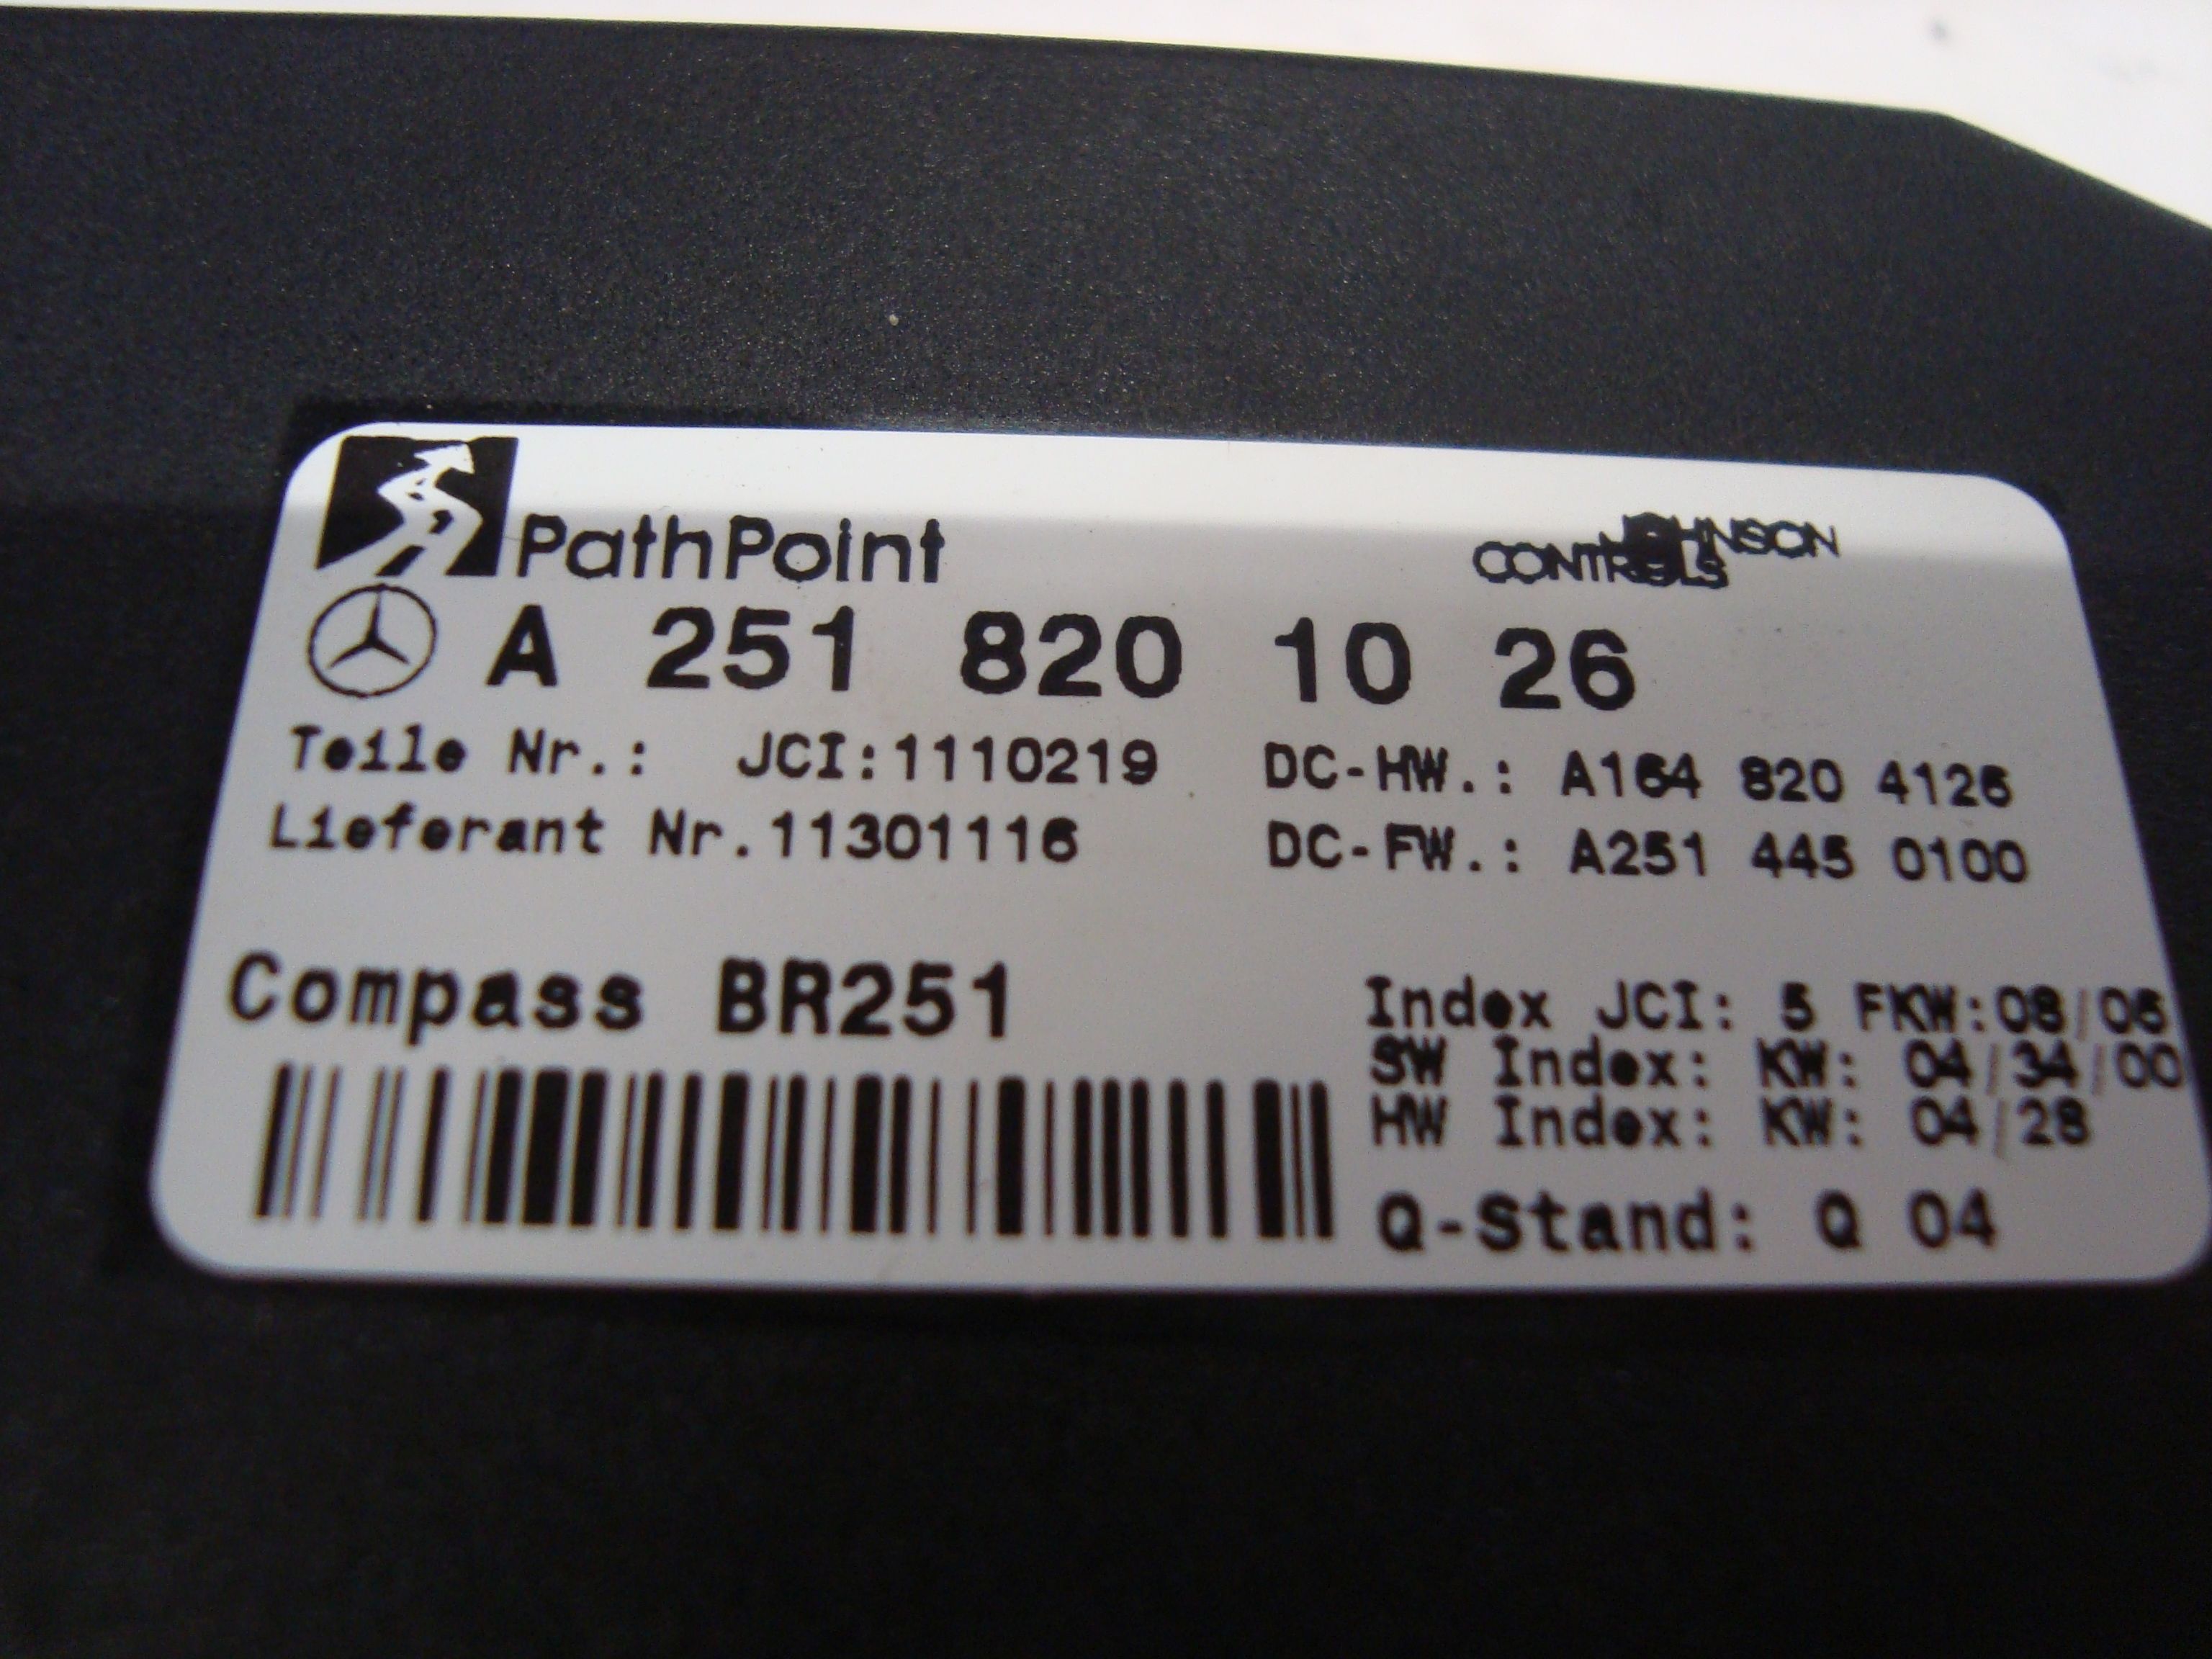 PathPoint
JOHNSON
CONTROLS
A 251 820 10 26
Teile Nr.: JCI:1110219 DC-HW.: A164 820 4126
Lieferant Nr.11301116 DC-FW.: A251 445 0100
Compass BR251
Index JCI: 5 FKW:08/06
SW Index: KW: 04/34/00
HW Index: KW: 04/28
Q-Stand: Q 04